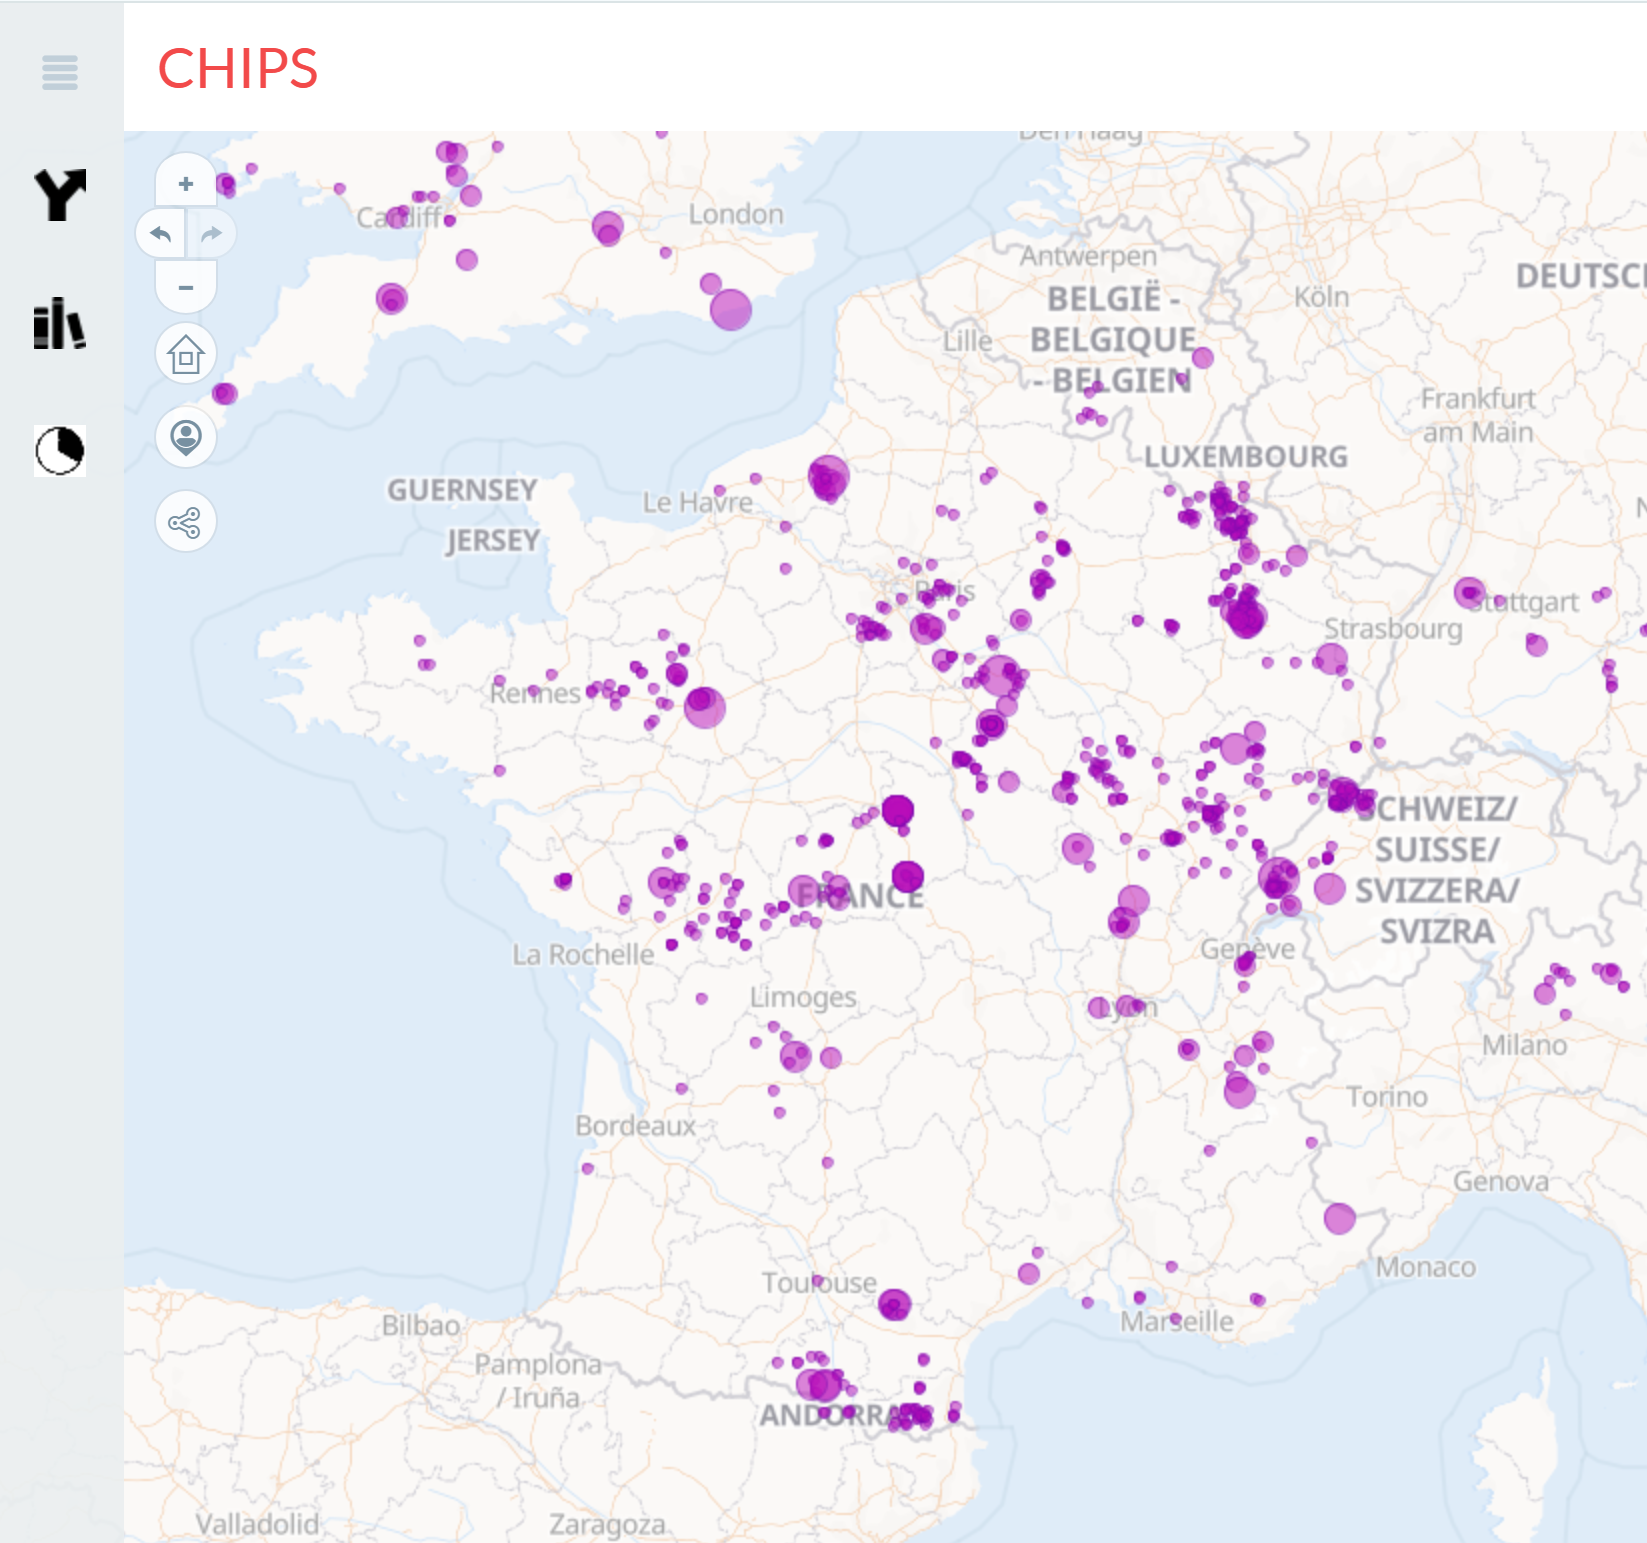 CHIPS
Den Haag
Cardiff
London
Antwerpen
BELGIË -
BELGIQUE
- BELGIEN
DEUTSCH
Köln
Lille
Frankfurt
am Main
LUXEMBOURG
GUERNSEY
Le Havre
JERSEY
N
Paris
Stuttgart
Strasbourg
Rennes
SCHWEIZ/
SUISSE/
SVIZZERA/
SVIZRA
FRANCE
La Rochelle
Genève
Limoges
Lyon
Milano
Torino
Bordeaux
Genova
Monaco
Toulouse
Marseille
Bilbao
Pamplona
/ Iruña
ANDORRA
Valladolid
Zaragoza